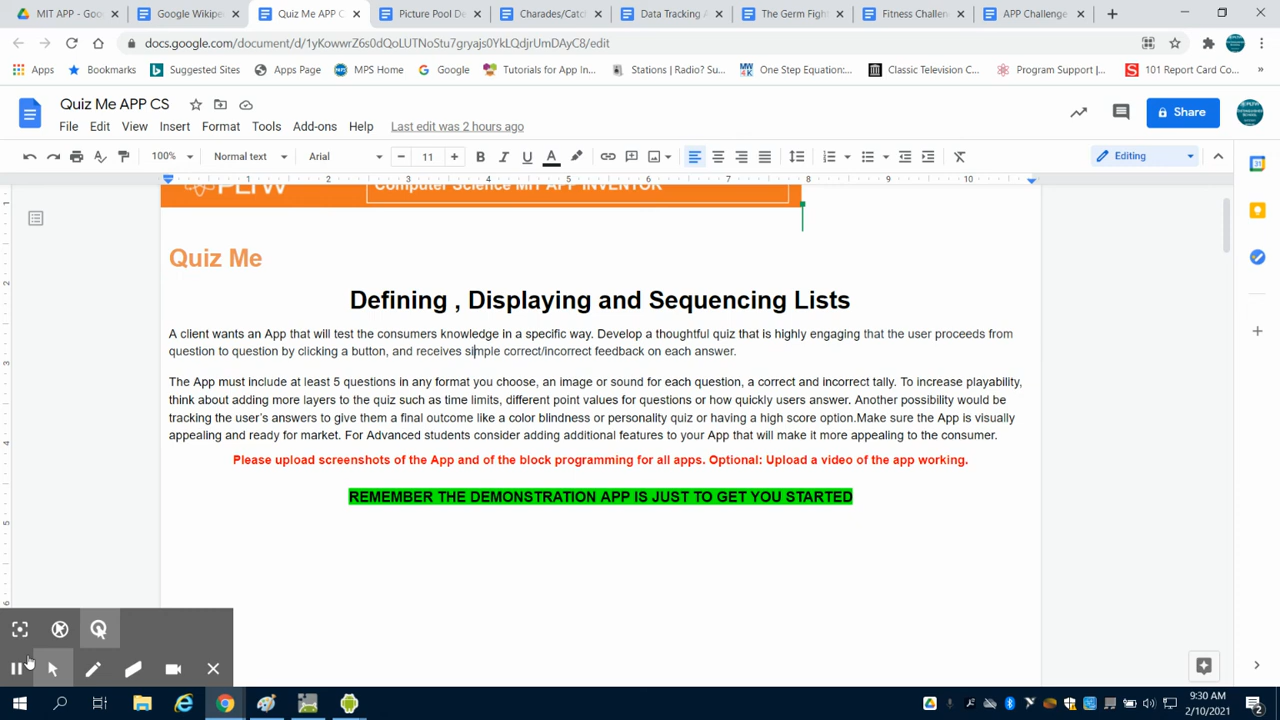 MIT APP - Goo
Google Wikipe
Quiz Me APP C
Picture Pool De
Charades/Catch
Data Tracking A
The Germ Figh
Fitness Challen
APP Challenge
docs.google.com/document/d/1yKowwrZ6s0dQoLUTNoStu7gryajs0YkLQdjrUmDAyC8/edit
Apps
Bookmarks
Suggested Sites
Apps Page
MPS Home
Google
Tutorials for App In...
Stations | Radio? Su...
One Step Equation:...
Classic Television C...
Program Support |...
101 Report Card Co...
Quiz Me APP CS
Share
File Edit View Insert Format Tools Add-ons Help Last edit was 2 hours ago
100% Normal text Arial 11 Editing
1 2 3 4 5 6 7 8 9 10
PLTW
Computer Science MIT APP INVENTOR
Quiz Me
Defining , Displaying and Sequencing Lists
A client wants an App that will test the consumers knowledge in a specific way. Develop a thoughtful quiz that is highly engaging that the user proceeds from
question to question by clicking a button, and receives simple correct/incorrect feedback on each answer.
The App must include at least 5 questions in any format you choose, an image or sound for each question, a correct and incorrect tally. To increase playability,
think about adding more layers to the quiz such as time limits, different point values for questions or how quickly users answer. Another possibility would be
tracking the user's answers to give them a final outcome like a color blindness or personality quiz or having a high score option.Make sure the App is visually
appealing and ready for market. For Advanced students consider adding additional features to your App that will make it more appealing to the consumer.
Please upload screenshots of the App and of the block programming for all apps. Optional: Upload a video of the app working.
REMEMBER THE DEMONSTRATION APP IS JUST TO GET YOU STARTED
9:30 AM
2/10/2021
2